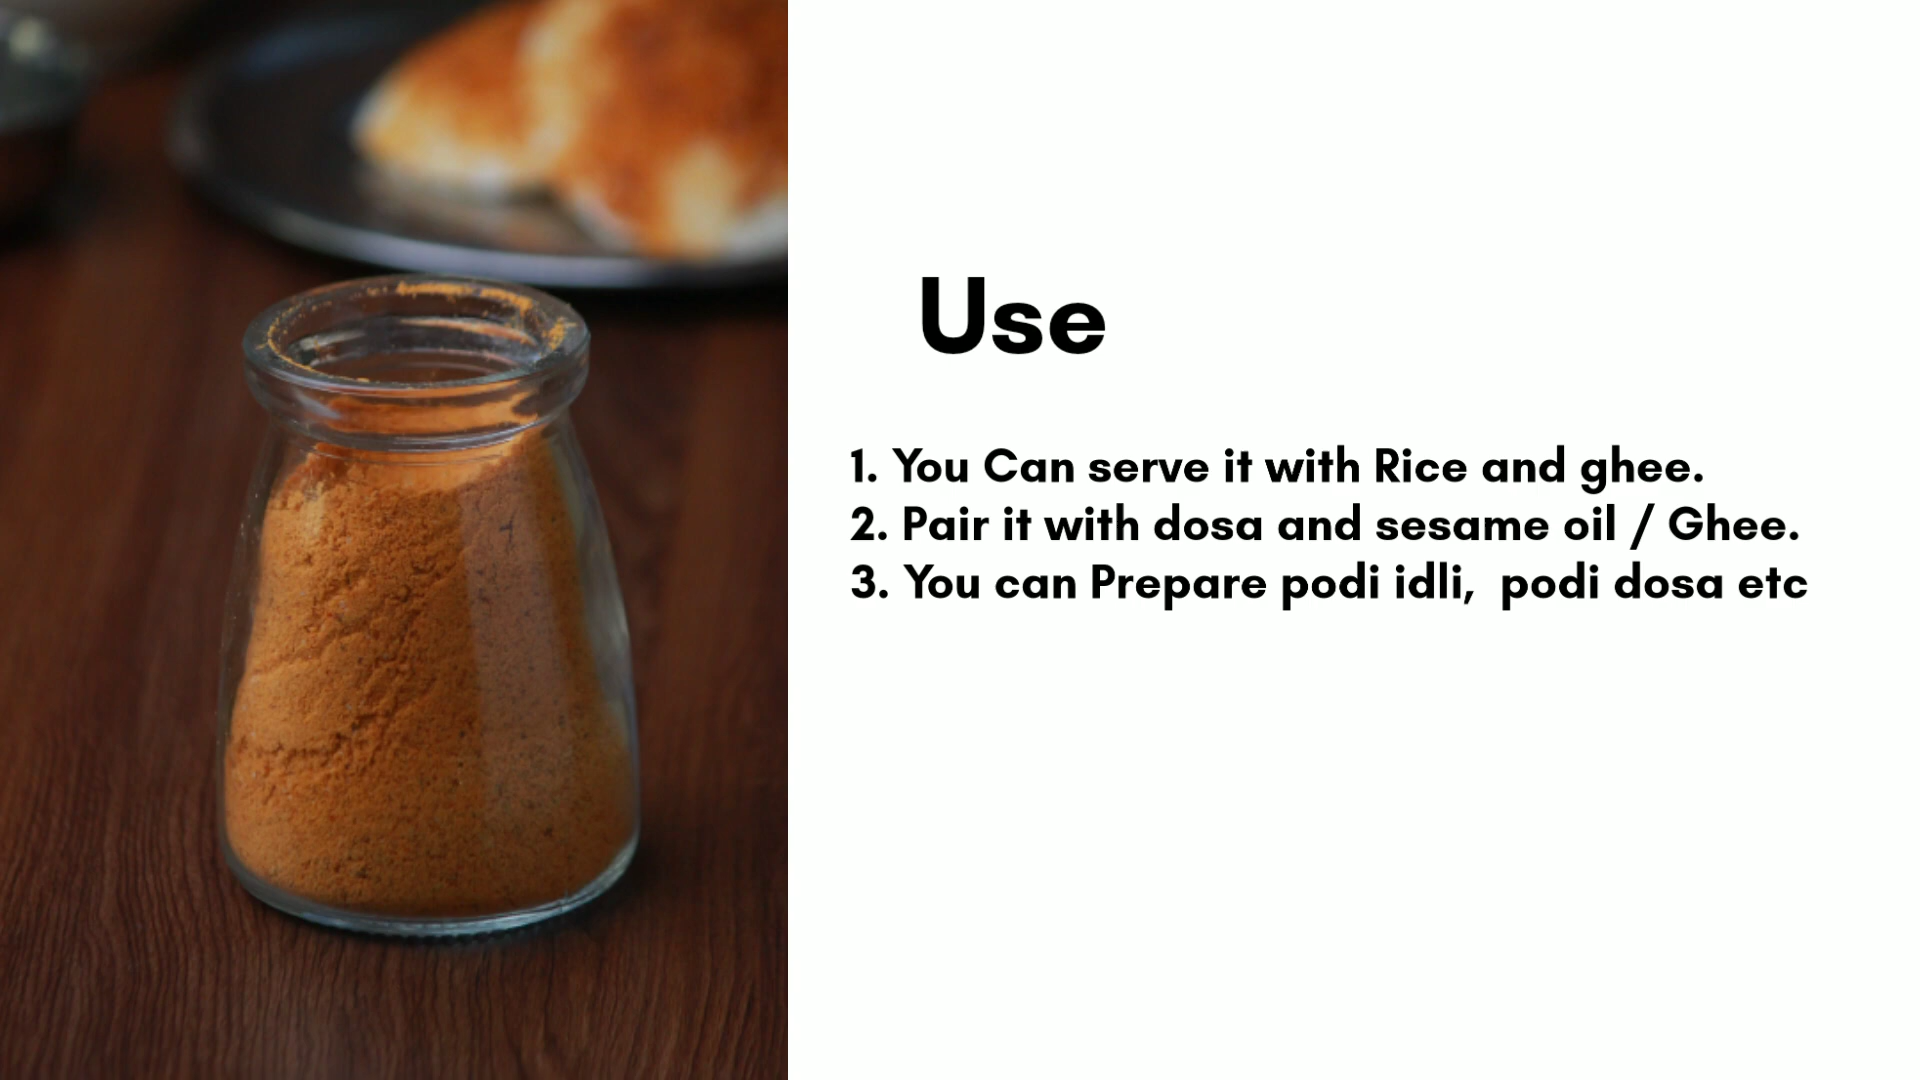 Use
1. You Can serve it with Rice and ghee.
2. Pair it with dosa and sesame oil / Ghee.
3. You can Prepare podi idli,  podi dosa etc